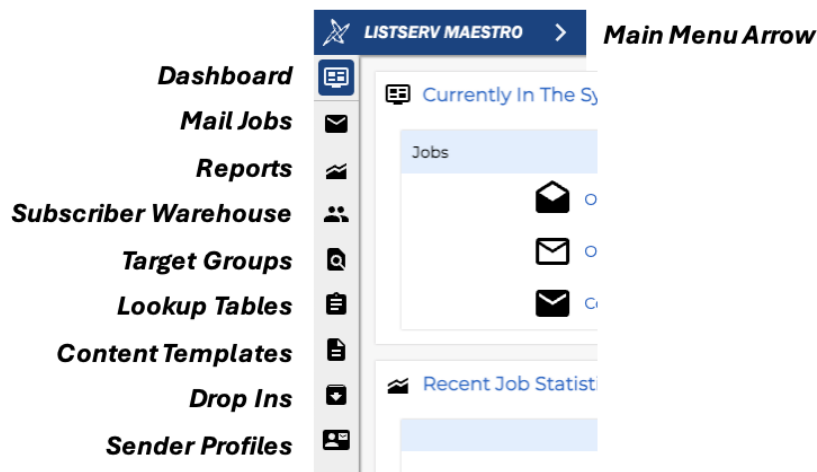 LISTSERV MAESTRO
Main Menu Arrow
Dashboard
Mail Jobs
Reports
Subscriber Warehouse
Target Groups
Lookup Tables
Content Templates
Drop Ins
Sender Profiles
Currently In The Sy
Jobs
O
O
Co
Recent Job Statisti